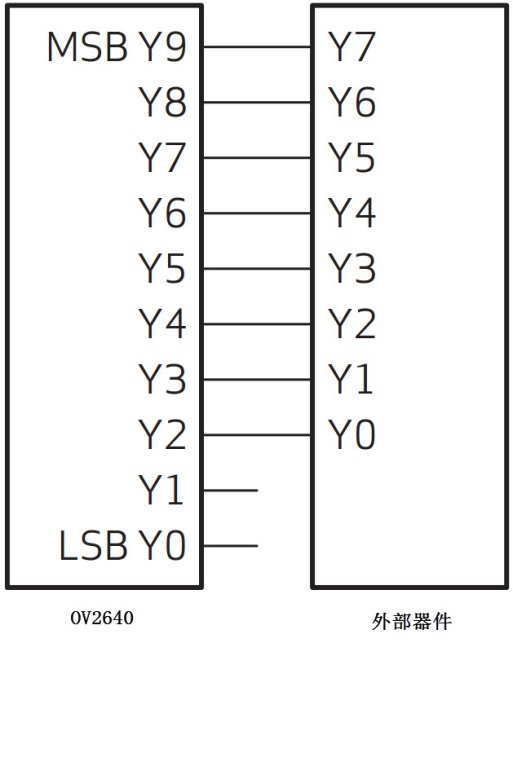 MSB Y9 Y7
Y8 Y6
Y7 Y5
Y6 Y4
Y5 Y3
Y4 Y2
Y3 Y1
Y2 Y0
Y1
LSB Y0
OV2640 外部器件